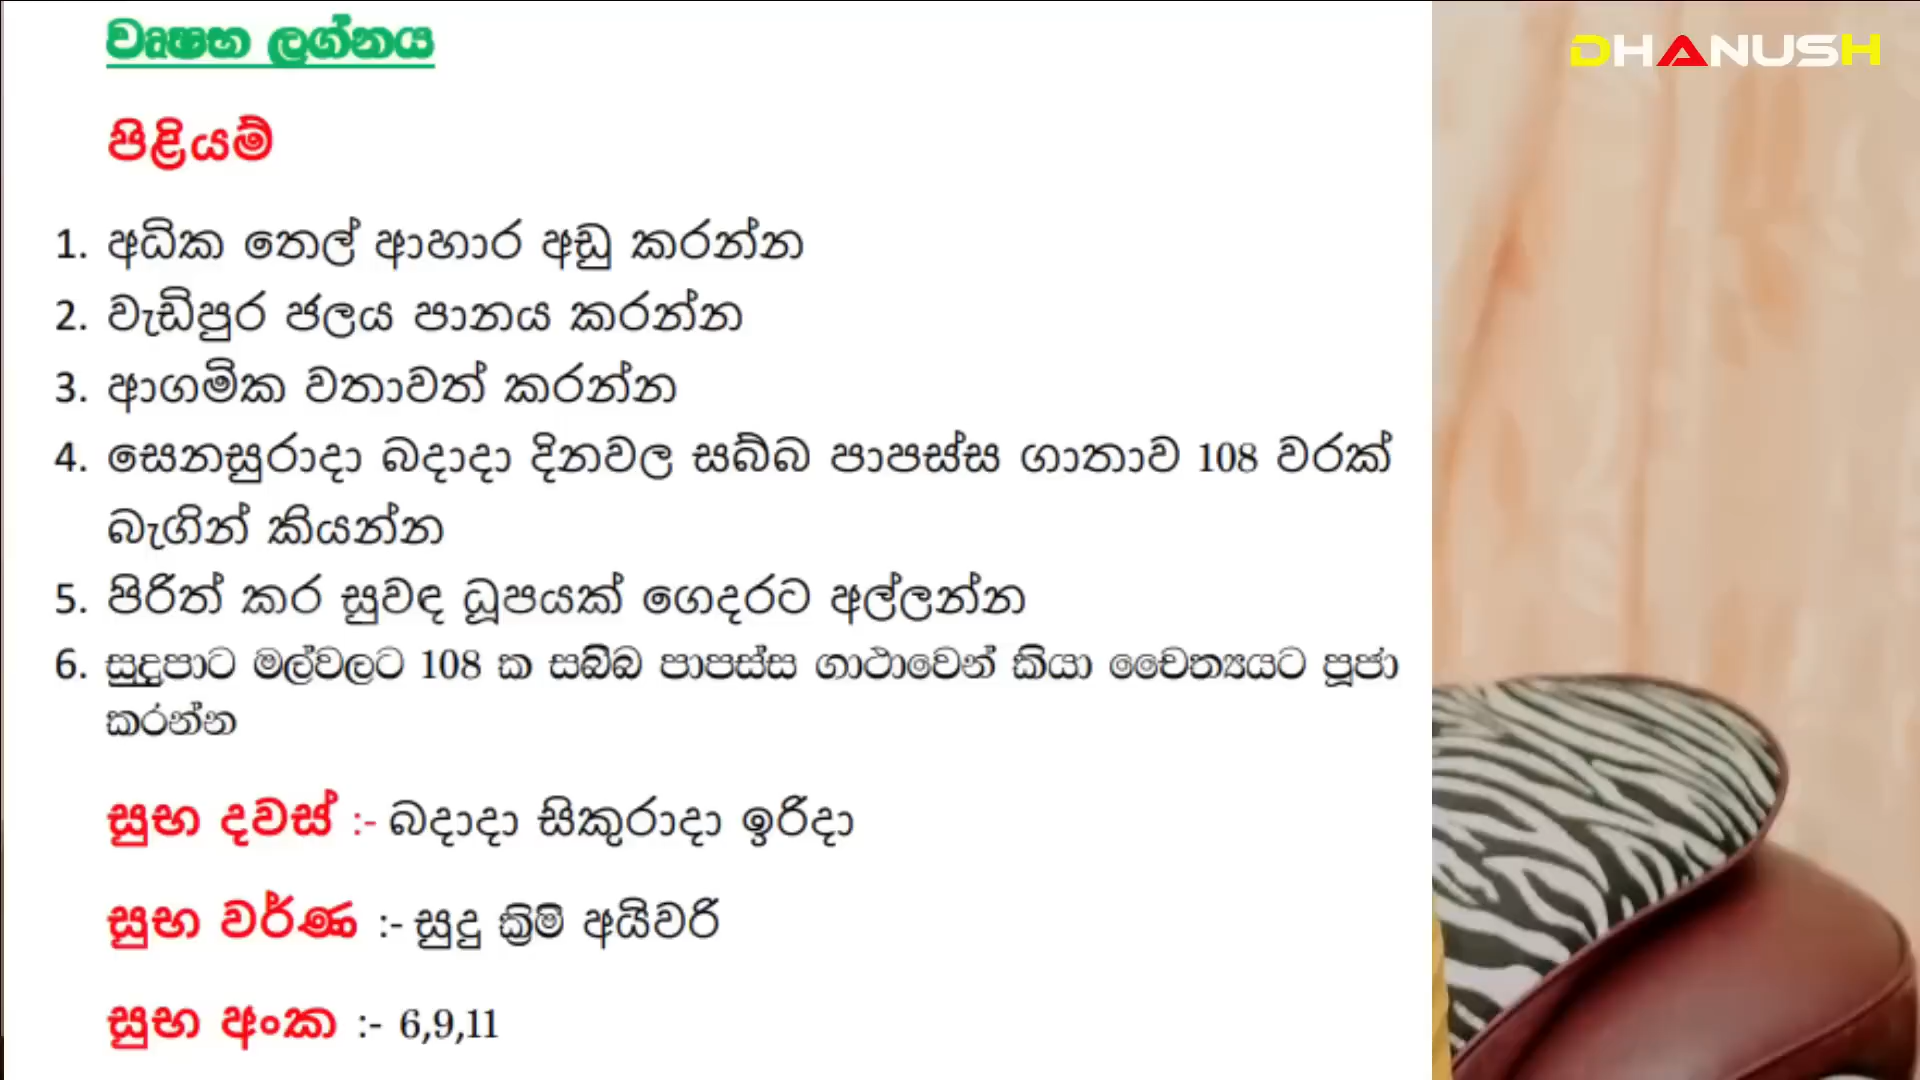 වෘෂභ ලග්නය
DHANUSH
පිළියම්
1. අධික තෙල් ආහාර අඩු කරන්න
2. වැඩිපුර ජලය පානය කරන්න
3. ආගමික වතාවත් කරන්න
4. සෙනසුරාදා බදාදා දිනවල සබ්බ පාපස්ස ගාතාව 108 වරක්
බැගින් කියන්න
5. පිරිත් කර සුවඳ ධූපයක් ගෙදරට අල්ලන්න
6. සුදුපාට මල්වලට 108 ක සබ්බ පාපස්ස ගාථාවෙන් කියා චෛත්‍යයට පූජා
කරන්න
සුභ දවස් :- බදාදා සිකුරාදා ඉරිදා
සුභ වර්ණ :- සුදු ක්‍රීම් අයිවරි
සුභ අංක :- 6,9,11